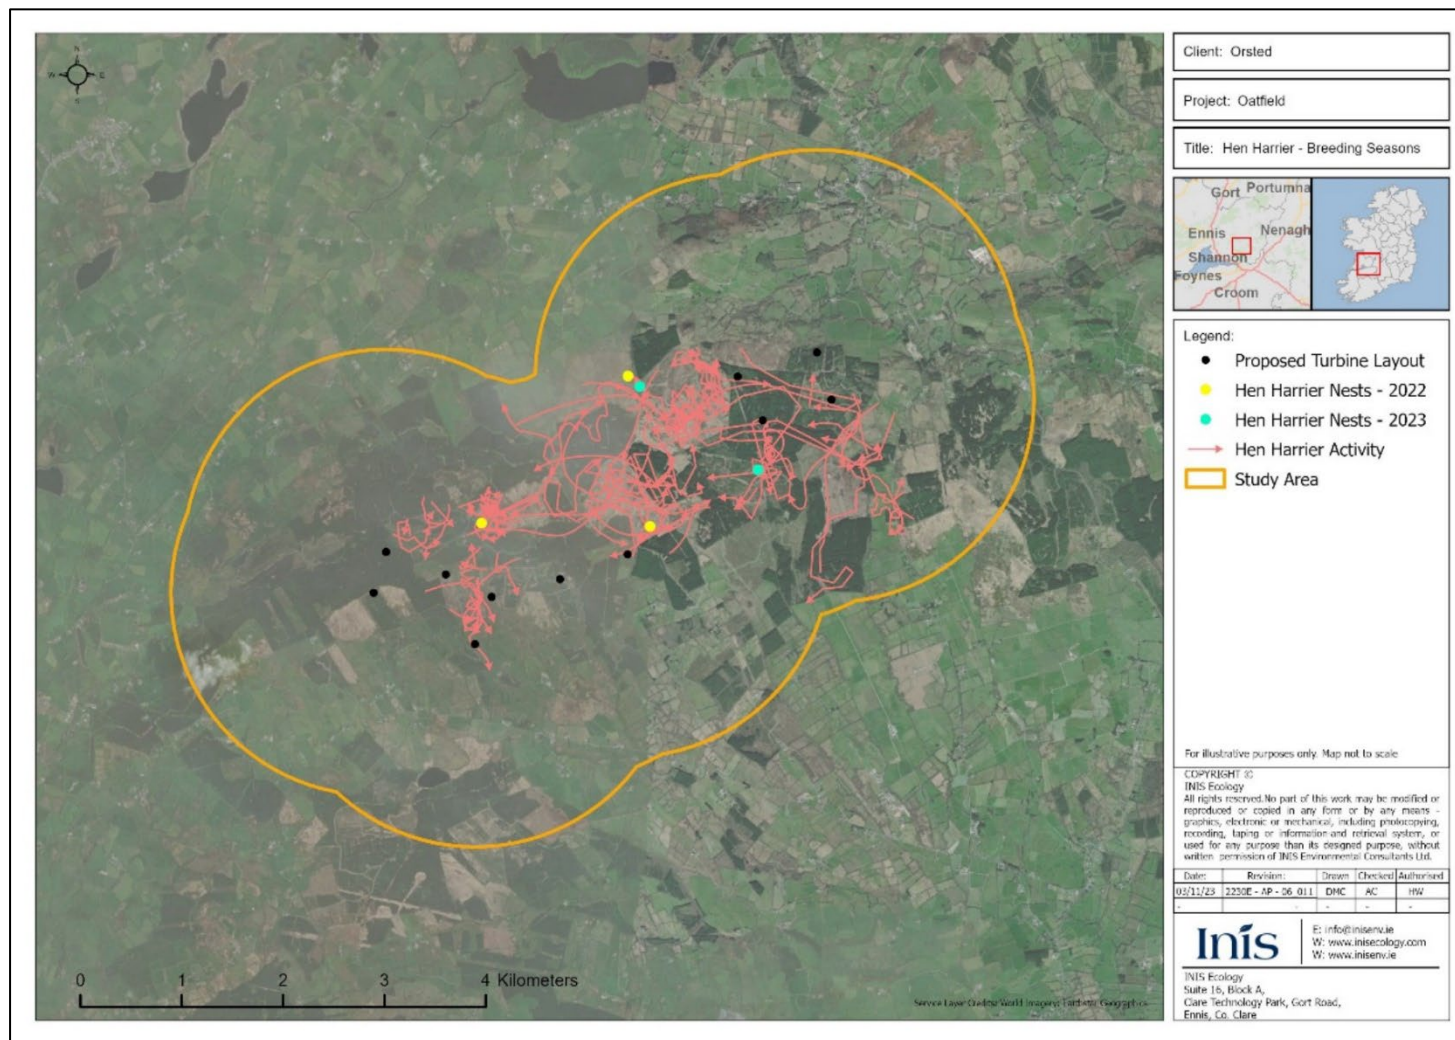 N
W
E
S
Client: Orsted
Project: Oatfield
Title: Hen Harrier - Breeding Seasons
Gort Portumna
Ennis
Nenagh
Shannon
Foynes
Croom
Legend:
Proposed Turbine Layout
Hen Harrier Nests - 2022
Hen Harrier Nests - 2023
Hen Harrier Activity
Study Area
For illustrative purposes only. Map not to scale
COPYRIGHT ©
INIS Ecology
All rights reserved.No part of this work may be modified or
reproduced or copied in any form or by any means -
graphics, electronic or mechanical, including photocopying,
recording, taping or information and retrieval system, or
used for any purpose than its designed purpose, without
written permission of INIS Environmental Consultants Ltd.
Date: Revision: Drawn Checked Authorised
03/11/23 2230E - AP - 06_011 DMC AC HW
- - - - -
Inis
E: info@inisenv.ie
W: www.inisecology.com
W: www.inisenv.ie
INIS Ecology
Suite 16, Block A,
Clare Technology Park, Gort Road,
Ennis, Co. Clare
0 1 2 3 4 Kilometers
Service Layer Credits: World Imagery: Earthstar Geographics